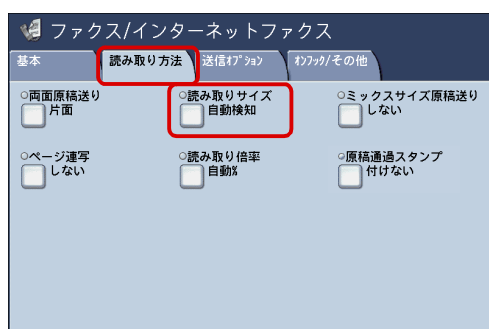 ファクス/インターネットファクス
基本 読み取り方法 送信ｵﾌﾟｼｮﾝ ｵﾝﾌｯｸ/その他
両面原稿送り 読み取りサイズ ミックスサイズ原稿送り
片面 自動検知 しない
ページ連写 読み取り倍率 原稿通過スタンプ
しない 自動% 付けない